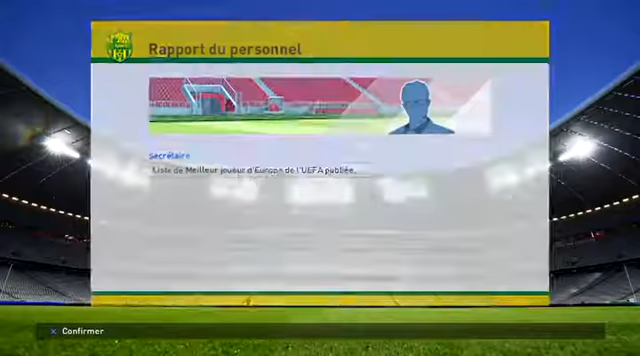 Rapport du personnel
secrétaire
Liste de Meilleur joueur d'Europe de l'UEFA publiée.
Confirmer